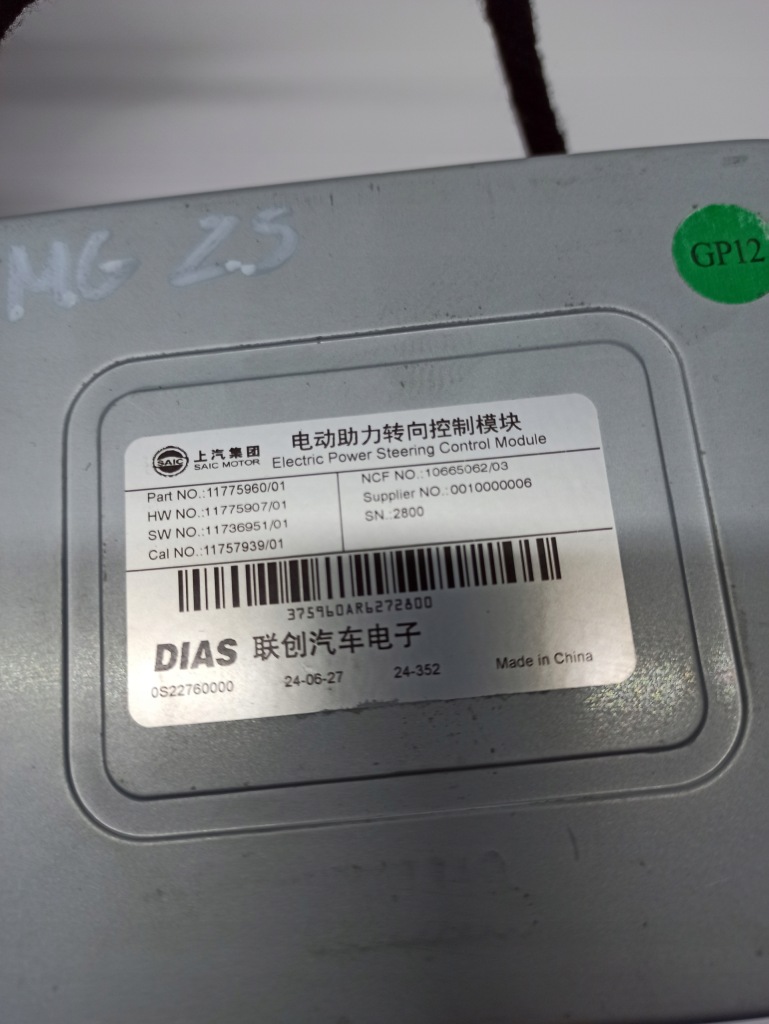 M.G Z.S
GP12
SAIC
上汽集团
SAIC MOTOR
电动助力转向控制模块
Electric Power Steering Control Module
Part NO.:11775960/01
HW NO.:11775907/01
SW NO.:11736951/01
Cal NO.:11757939/01
NCF NO.:10665062/03
Supplier NO.:0010000006
SN.:2800
375960AR6272800
DIAS 联创汽车电子
0S22760000 24-06-27 24-352 Made in China